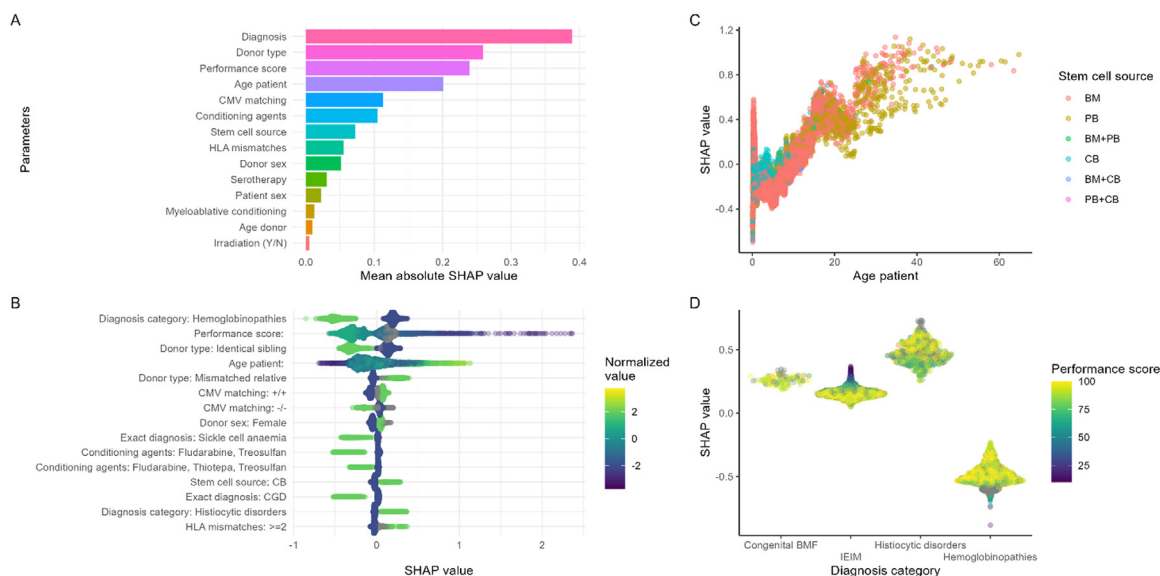 A
Parameters
Diagnosis
Donor type
Performance score
Age patient
CMV matching
Conditioning agents
Stem cell source
HLA mismatches
Donor sex
Serotherapy
Patient sex
Myeloablative conditioning
Age donor
Irradiation (Y/N)
0.0 0.1 0.2 0.3 0.4
Mean absolute SHAP value
B
Diagnosis category: Hemoglobinopathies
Performance score:
Donor type: Identical sibling
Age patient:
Donor type: Mismatched relative
CMV matching: +/+
CMV matching: -/-
Donor sex: Female
Exact diagnosis: Sickle cell anaemia
Conditioning agents: Fludarabine, Treosulfan
Conditioning agents: Fludarabine, Thiotepa, Treosulfan
Stem cell source: CB
Exact diagnosis: CGD
Diagnosis category: Histiocytic disorders
HLA mismatches: >=2
-1 0 1 2
SHAP value
Normalized
value
2
0
-2
C
SHAP value
1.2
0.8
0.4
0.0
-0.4
0 20 40 60
Age patient
Stem cell source
BM
PB
BM+PB
CB
BM+CB
PB+CB
D
SHAP value
0.5
0.0
-0.5
Congenital BMF Histiocytic disorders
IEIM Hemoglobinopathies
Diagnosis category
Performance score
100
75
50
25